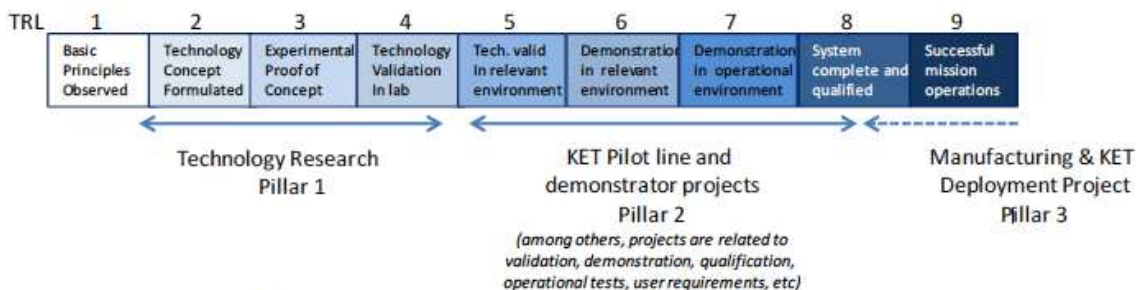 TRL 1 2 3 4 5 6 7 8 9
Basic
Principles
Observed
Technology
Concept
Formulated
Experimental
Proof of
Concept
Technology
Validation
In lab
Tech. valid
In relevant
environment
Demonstration
in relevant
environment
Demonstration
in operational
environment
System
complete and
qualified
Successful
mission
operations
Technology Research
Pillar 1
KET Pilot line and
demonstrator projects
Pillar 2
(among others, projects are related to
validation, demonstration, qualification,
operational tests, user requirements, etc)
Manufacturing & KET
Deployment Project
Pillar 3